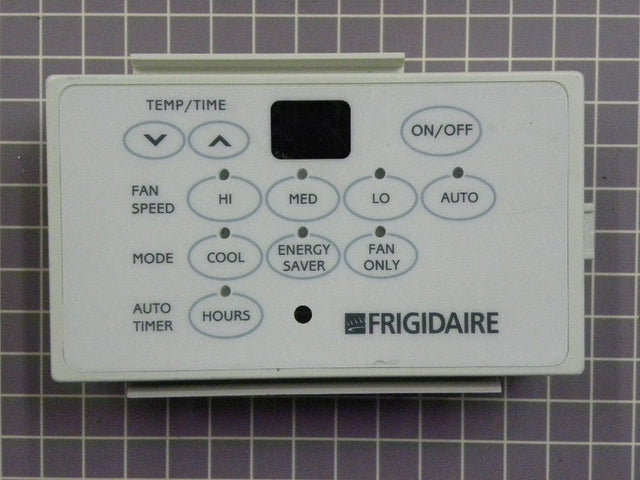 TEMP/TIME
ON/OFF
FAN
SPEED
HI
MED
LO
AUTO
MODE
COOL
ENERGY
SAVER
FAN
ONLY
AUTO
TIMER
HOURS
FRIGIDAIRE